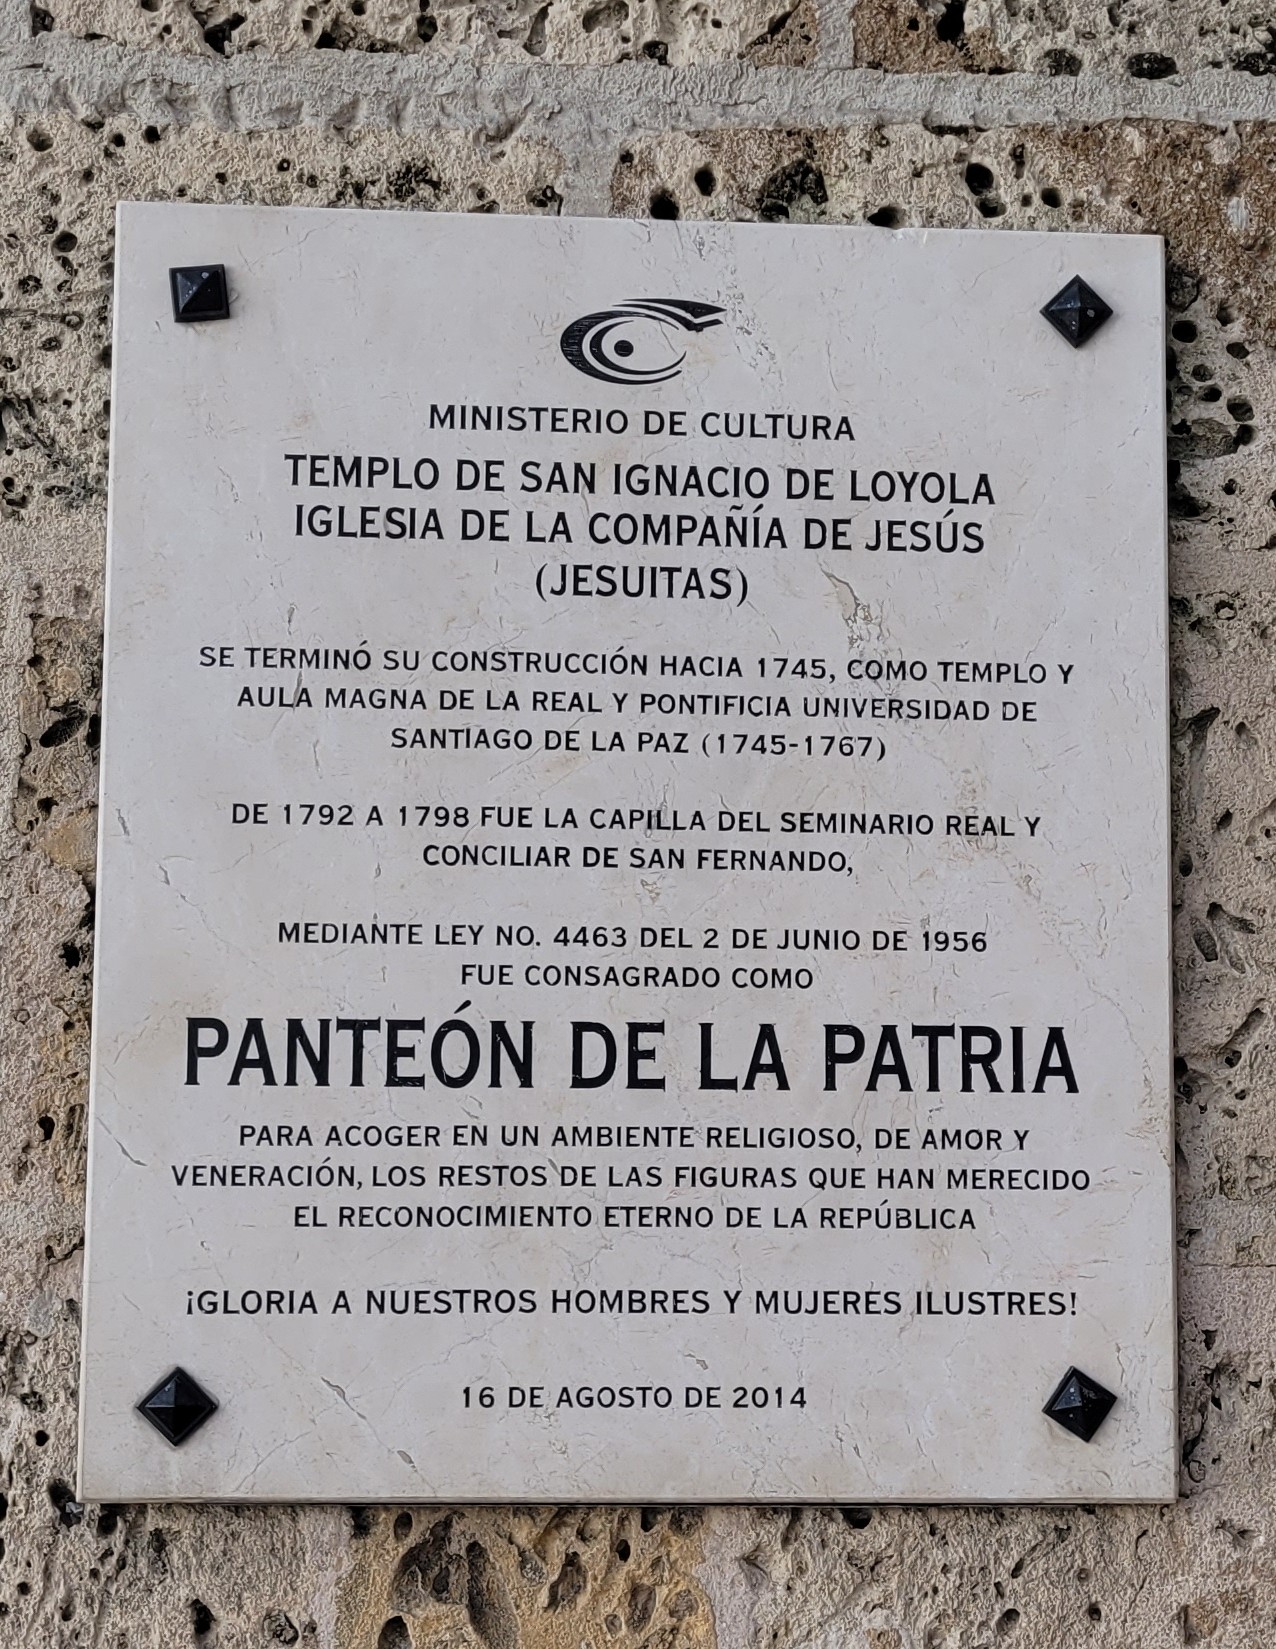 MINISTERIO DE CULTURA
TEMPLO DE SAN IGNACIO DE LOYOLA
IGLESIA DE LA COMPAÑÍA DE JESÚS
(JESUITAS)
SE TERMINÓ SU CONSTRUCCIÓN HACIA 1745, COMO TEMPLO Y
AULA MAGNA DE LA REAL Y PONTIFICIA UNIVERSIDAD DE
SANTIAGO DE LA PAZ (1745-1767)
DE 1792 A 1798 FUE LA CAPILLA DEL SEMINARIO REAL Y
CONCILIAR DE SAN FERNANDO,
MEDIANTE LEY NO. 4463 DEL 2 DE JUNIO DE 1956
FUE CONSAGRADO COMO
PANTEÓN DE LA PATRIA
PARA ACOGER EN UN AMBIENTE RELIGIOSO, DE AMOR Y
VENERACIÓN, LOS RESTOS DE LAS FIGURAS QUE HAN MERECIDO
EL RECONOCIMIENTO ETERNO DE LA REPÚBLICA
¡GLORIA A NUESTROS HOMBRES Y MUJERES ILUSTRES!
16 DE AGOSTO DE 2014